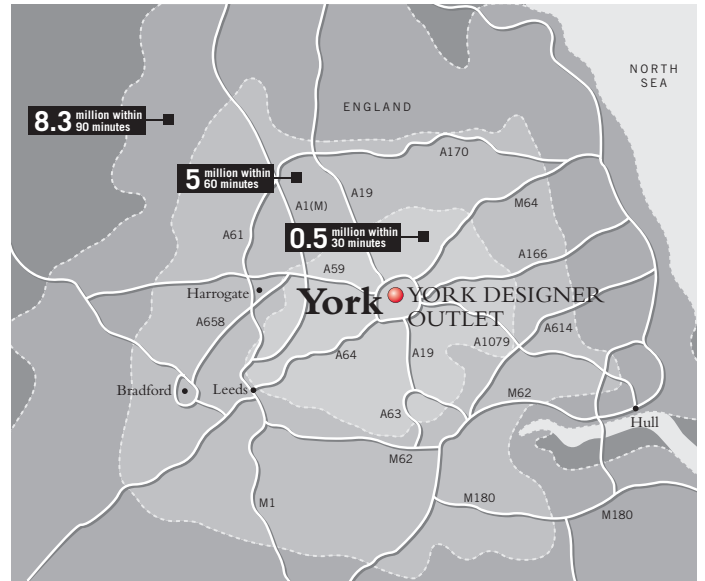 NORTH
SEA
ENGLAND
8.3 million within
90 minutes
A170
5 million within
60 minutes
A1(M)
A19
M64
A61
0.5 million within
30 minutes
A166
A59
Harrogate
York
YORK DESIGNER
OUTLET
A658
A614
A1079
A64
A19
Bradford
Leeds
M62
A63
Hull
M62
M1
M180
M180